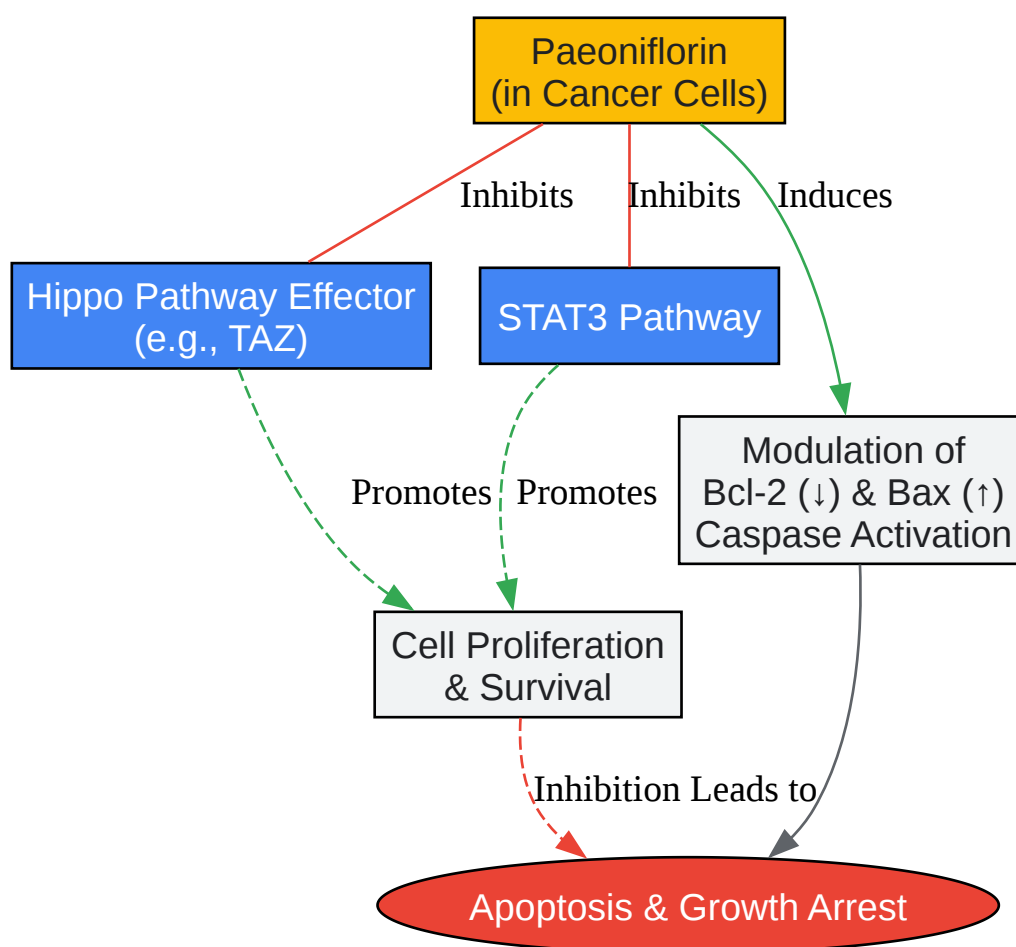 Paeoniflorin
(in Cancer Cells)
Inhibits
Inhibits
Induces
Hippo Pathway Effector
(e.g., TAZ)
STAT3 Pathway
Modulation of
Bcl-2 (↓) & Bax (↑)
Caspase Activation
Promotes
Promotes
Cell Proliferation
& Survival
Inhibition Leads to
Apoptosis & Growth Arrest